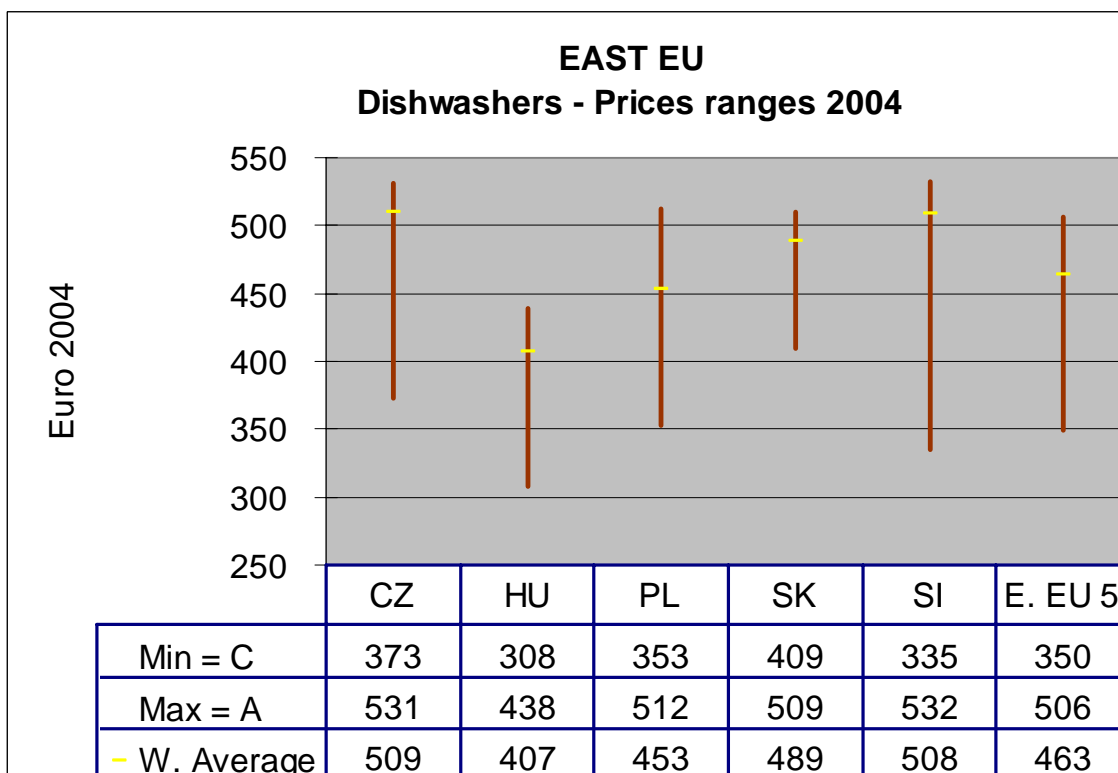 EAST EU
Dishwashers - Prices ranges 2004
Euro 2004
550
500
450
400
350
300
250
CZ HU PL SK SI E. EU 5
Min = C 373 308 353 409 335 350
Max = A 531 438 512 509 532 506
W. Average 509 407 453 489 508 463